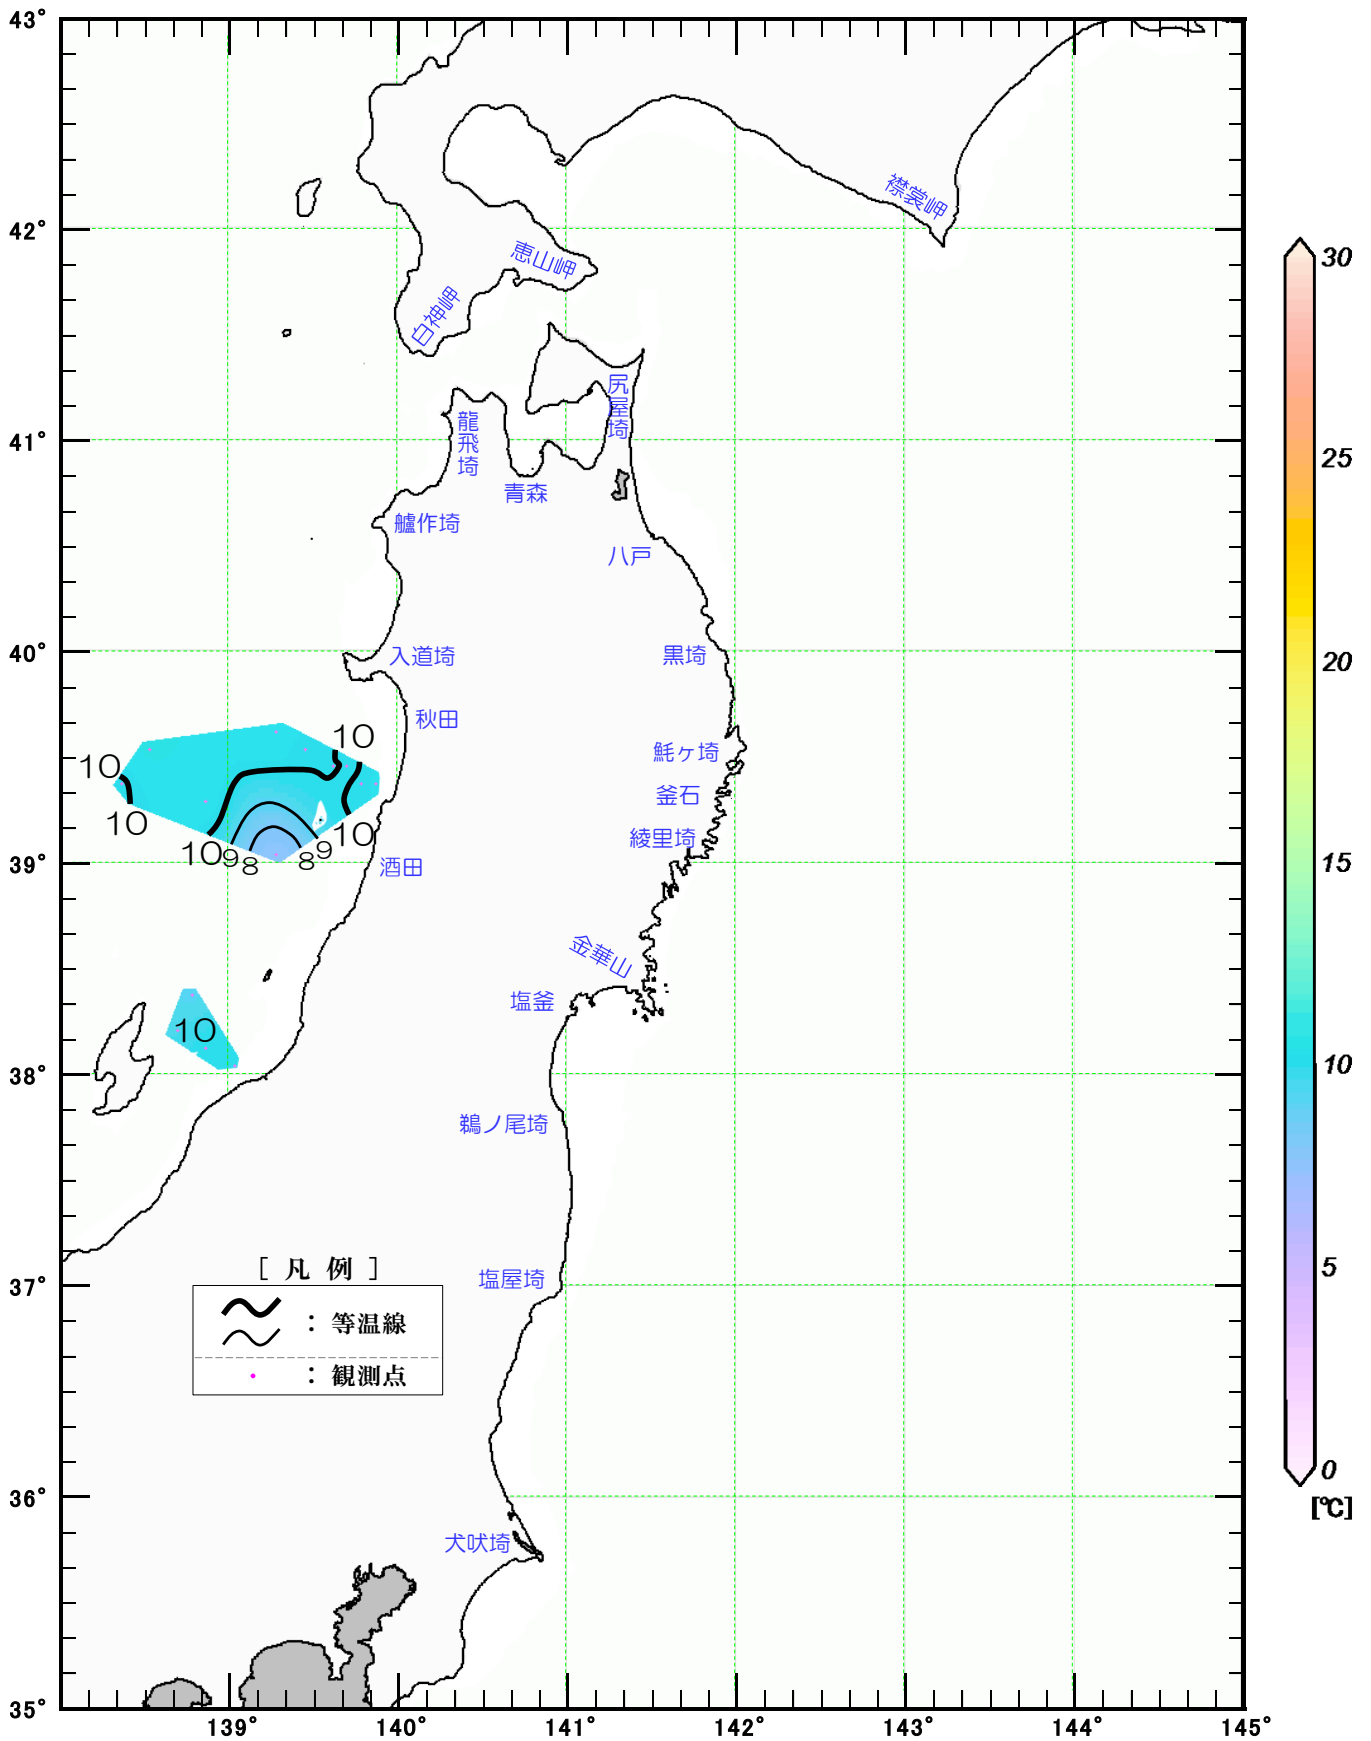 43°
42°
41°
40°
39°
38°
37°
36°
35°
139°
140°
141°
142°
143°
144°
145°
襟裳岬
恵山岬
白神岬
尻屋埼
龍飛埼
青森
艫作埼
八戸
入道埼
黒埼
秋田
魹ヶ埼
釜石
綾里埼
酒田
金華山
塩釜
鵜ノ尾埼
塩屋埼
犬吠埼
10
10
10
10
10
9
8
8
9
10
[ 凡 例 ]
: 等温線
: 観測点
30
25
20
15
10
5
0
[℃]